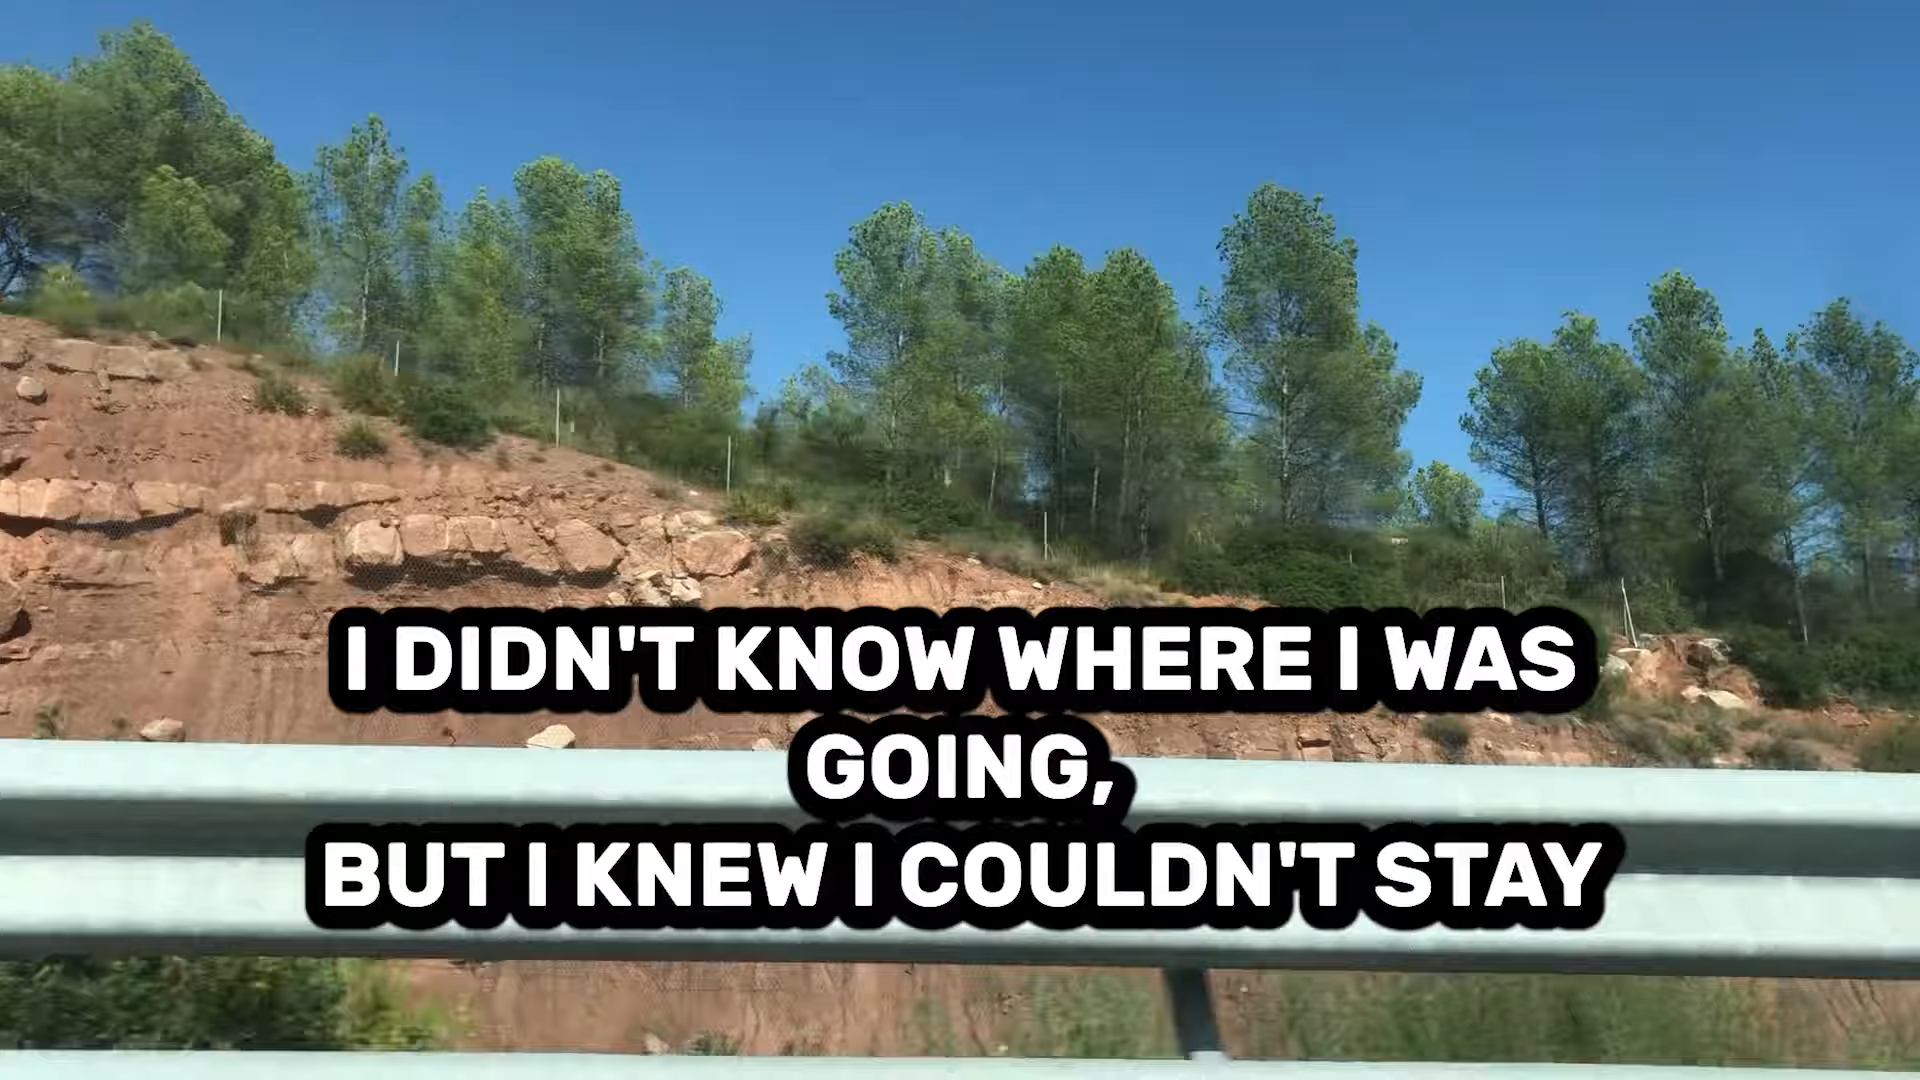 I DIDN'T KNOW WHERE I WAS
GOING,
BUT I KNEW I COULDN'T STAY